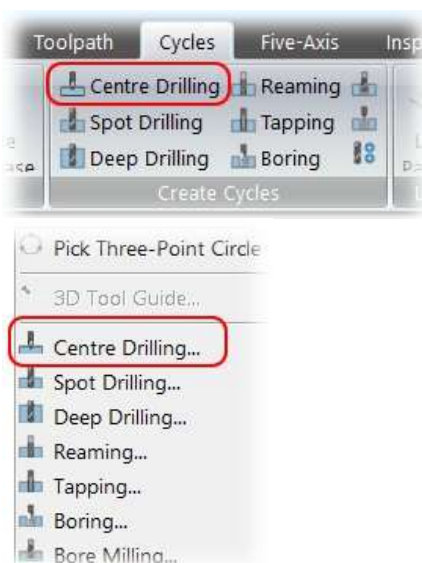 Toolpath Cycles Five-Axis
Centre Drilling Reaming
Spot Drilling Tapping
Deep Drilling Boring
Create Cycles
Pick Three-Point Circle
3D Tool Guide...
Centre Drilling...
Spot Drilling...
Deep Drilling...
Reaming...
Tapping...
Boring...
Bore Milling...